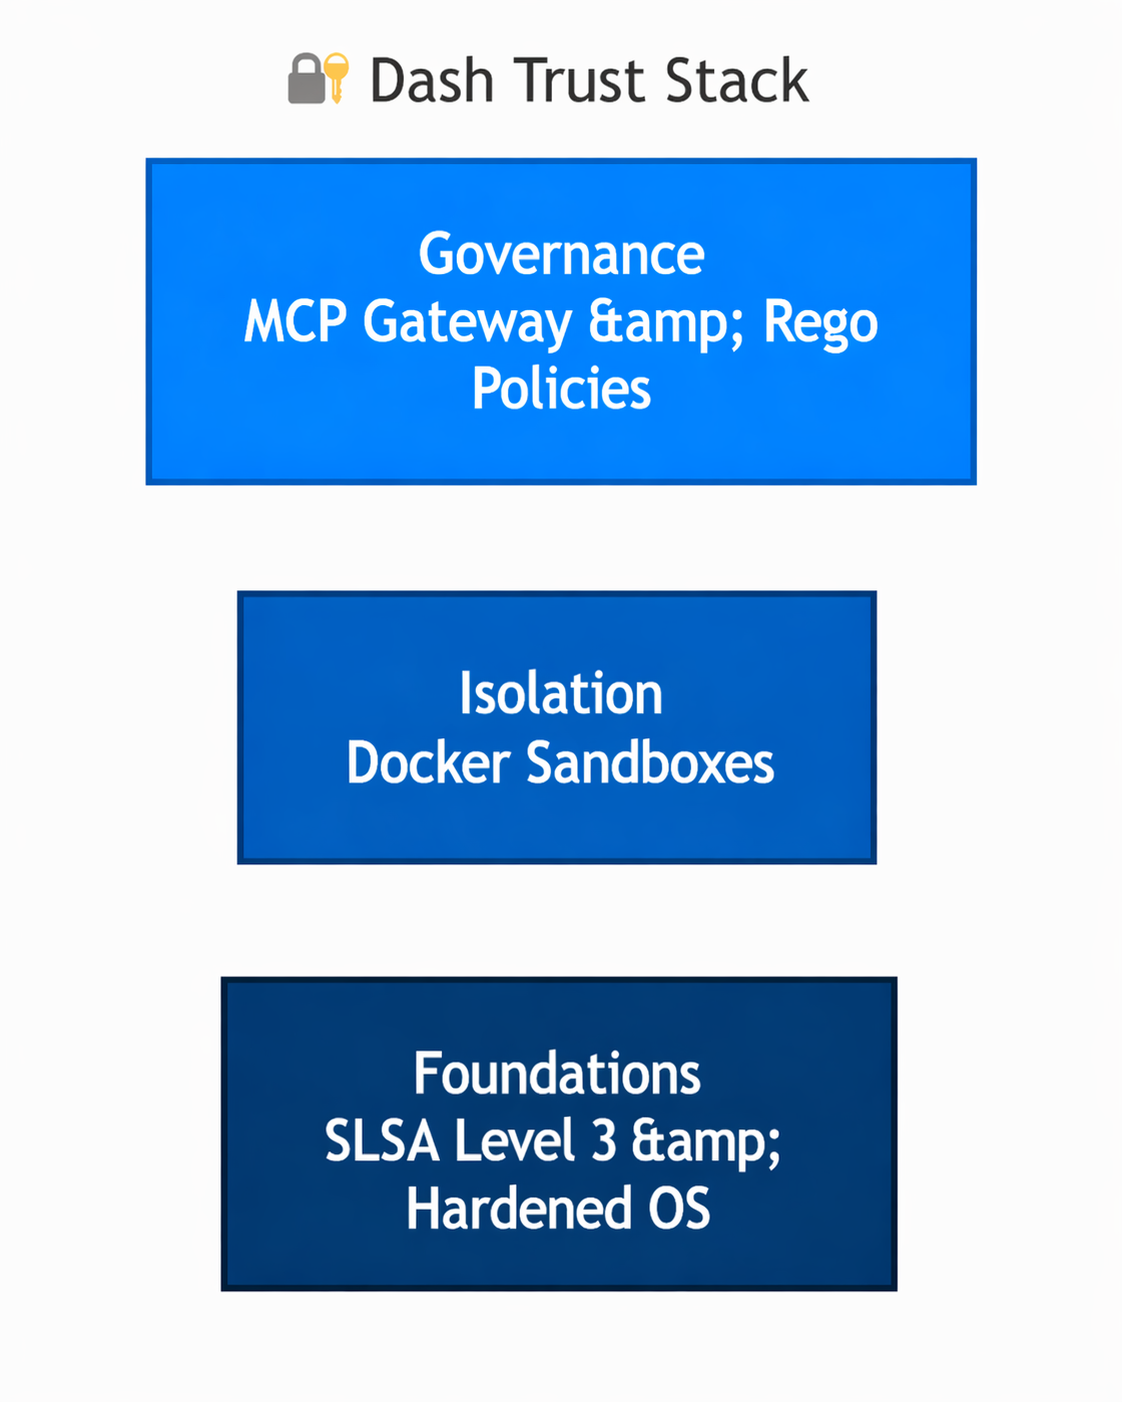 Dash Trust Stack
Governance
MCP Gateway &amp; Rego
Policies
Isolation
Docker Sandboxes
Foundations
SLSA Level 3 &amp;
Hardened OS